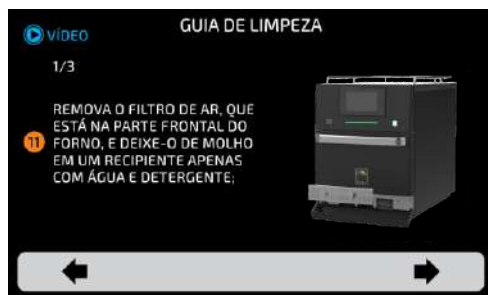 VÍDEO
GUIA DE LIMPEZA
1/3
11
REMOVA O FILTRO DE AR, QUE
ESTÁ NA PARTE FRONTAL DO
FORNO, E DEIXE-O DE MOLHO
EM UM RECIPIENTE APENAS
COM ÁGUA E DETERGENTE;